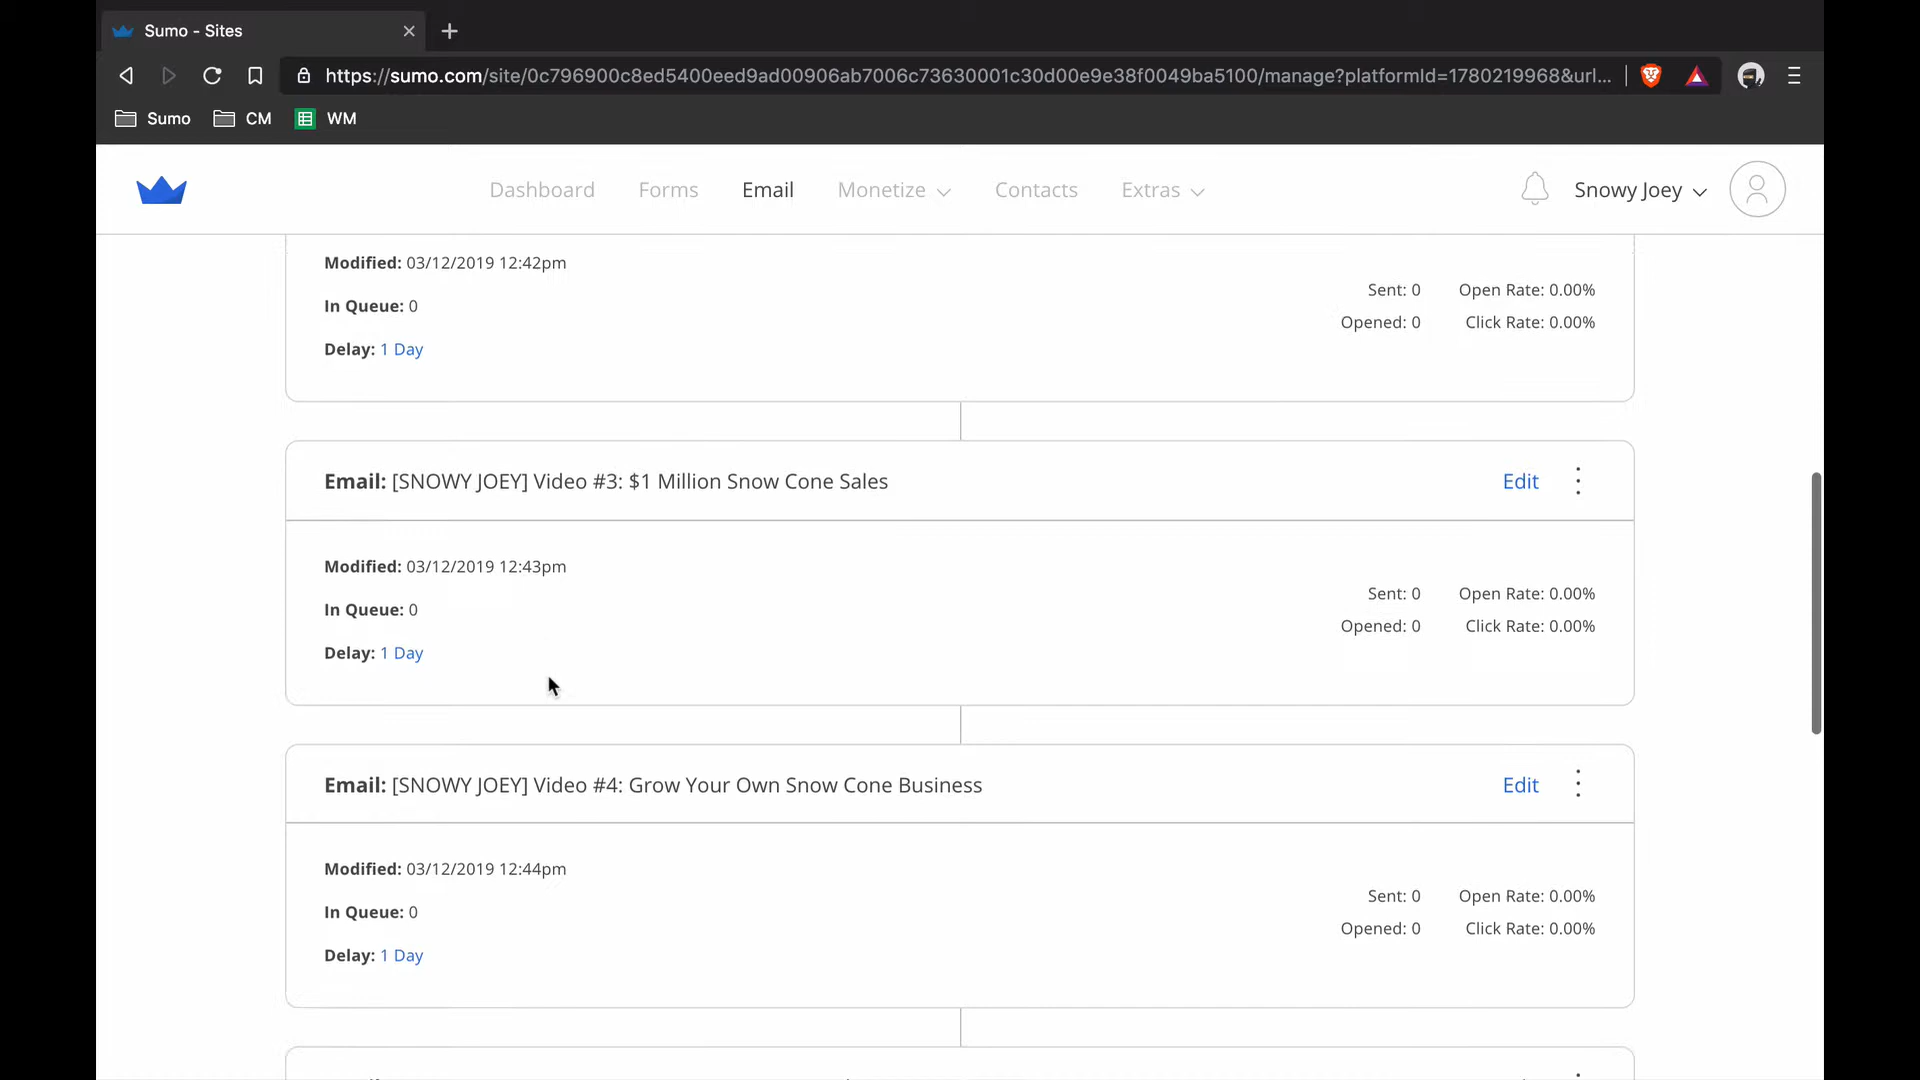 Sumo - Sites
https://sumo.com/site/0c796900c8ed5400eed9ad00906ab7006c73630001c30d00e9e38f0049ba5100/manage?platformId=1780219968&url...
Sumo CM WM
Dashboard Forms Email Monetize Contacts Extras Snowy Joey
Modified: 03/12/2019 12:42pm
Sent: 0 Open Rate: 0.00%
In Queue: 0
Opened: 0 Click Rate: 0.00%
Delay: 1 Day
Email: [SNOWY JOEY] Video #3: $1 Million Snow Cone Sales Edit
Modified: 03/12/2019 12:43pm
Sent: 0 Open Rate: 0.00%
In Queue: 0
Opened: 0 Click Rate: 0.00%
Delay: 1 Day
Email: [SNOWY JOEY] Video #4: Grow Your Own Snow Cone Business Edit
Modified: 03/12/2019 12:44pm
Sent: 0 Open Rate: 0.00%
In Queue: 0
Opened: 0 Click Rate: 0.00%
Delay: 1 Day